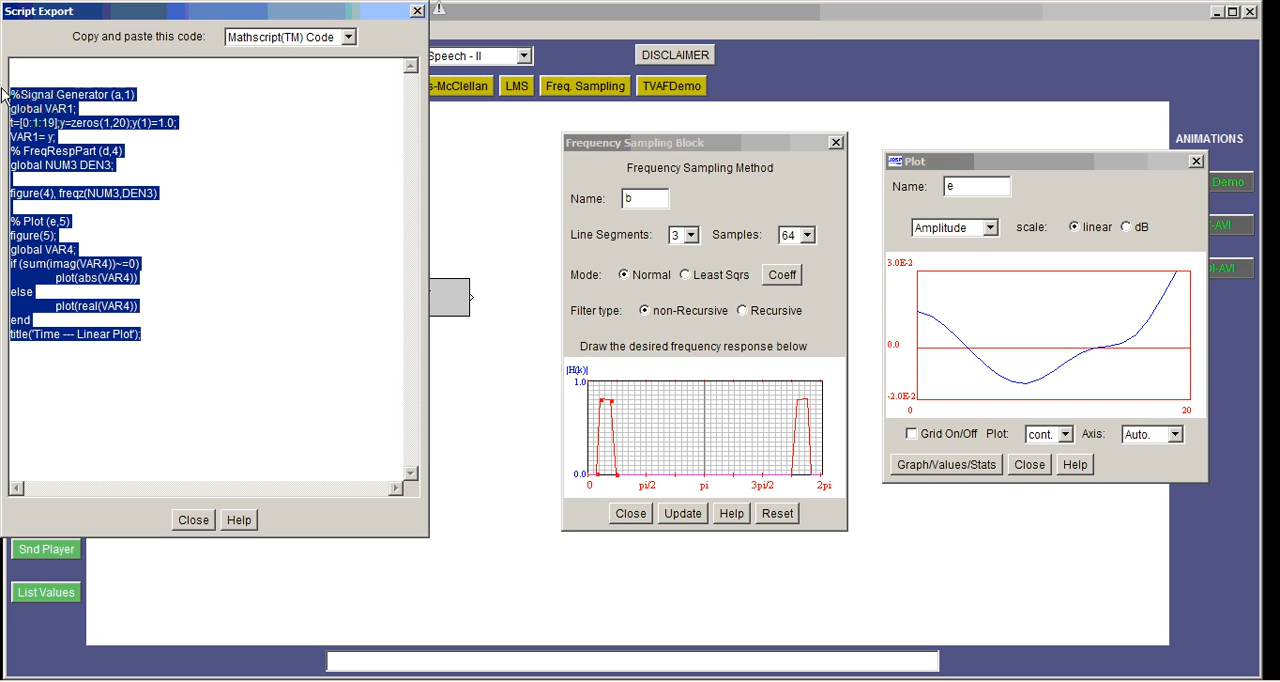 Script Export
Copy and paste this code: Mathscript(TM) Code
%Signal Generator (a,1)
global VAR1;
t=[0:1:19];y=zeros(1,20);y(1)=1.0;
VAR1= y;
% FreqRespPart (d,4)
global NUM3 DEN3;
figure(4), freqz(NUM3,DEN3)
% Plot (e,5)
figure(5);
global VAR4;
if (sum(imag(VAR4))~=0)
plot(abs(VAR4))
else
plot(real(VAR4))
end
title('Time --- Linear Plot');
Close Help
Snd Player
List Values
Speech - II DISCLAIMER
s-McClellan LMS Freq. Sampling TVAFDemo
Frequency Sampling Block
Frequency Sampling Method
Name: b
Line Segments: 3 Samples: 64
Mode: Normal Least Sqrs Coeff
Filter type: non-Recursive Recursive
Draw the desired frequency response below
|H(k)|
1.0
0.0
0 pi/2 pi 3pi/2 2pi
Close Update Help Reset
J-DSP Plot
Name: e
Amplitude scale: linear dB
3.0E-2
0.0
-2.0E-2
0 20
Grid On/Off Plot: cont. Axis: Auto.
Graph/Values/Stats Close Help
ANIMATIONS
Demo
-AVI
I-AVI